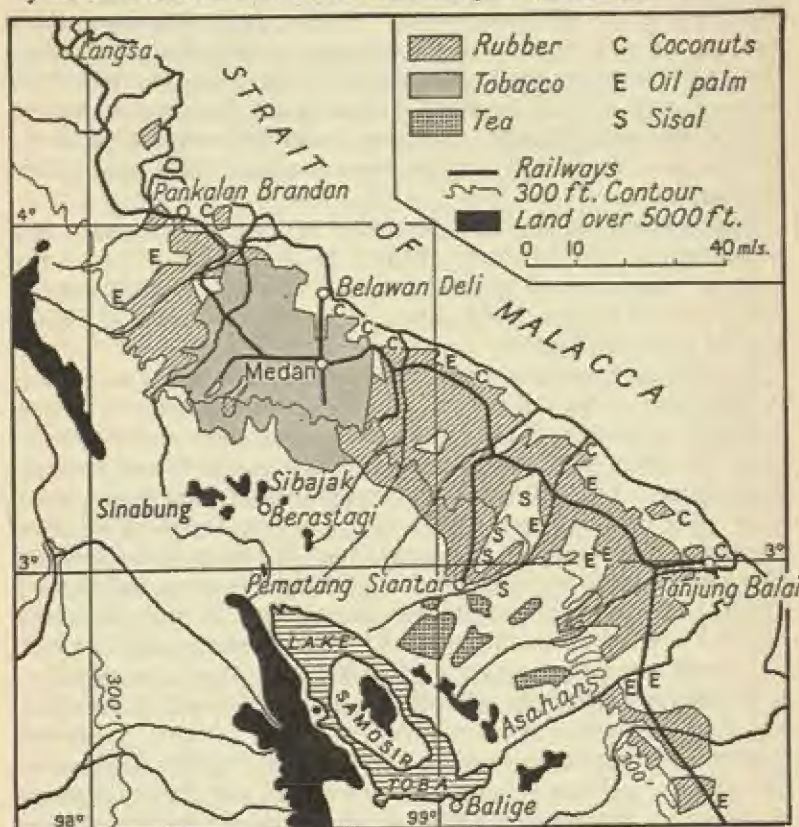 Langsa
STRAIT OF MALACCA
Rubber C Coconuts
Tobacco E Oil palm
Tea S Sisal
Railways
300 ft. Contour
Land over 5000 ft.
0 10 40 mls.
Pankalan Brandan
C
4°
E
E
Belawan Deli
C
C
C
E
C
Medan
C
E
Sibajak
Sinabung
Berastagi
S
S
E
S
C
E E
C
3°
3°
Pematang Siantar
S
Tanjung Balai
LAKE
SAMOSIR
TOBA
Asahan
E E
300'
300'
E
Balige
98°
99°